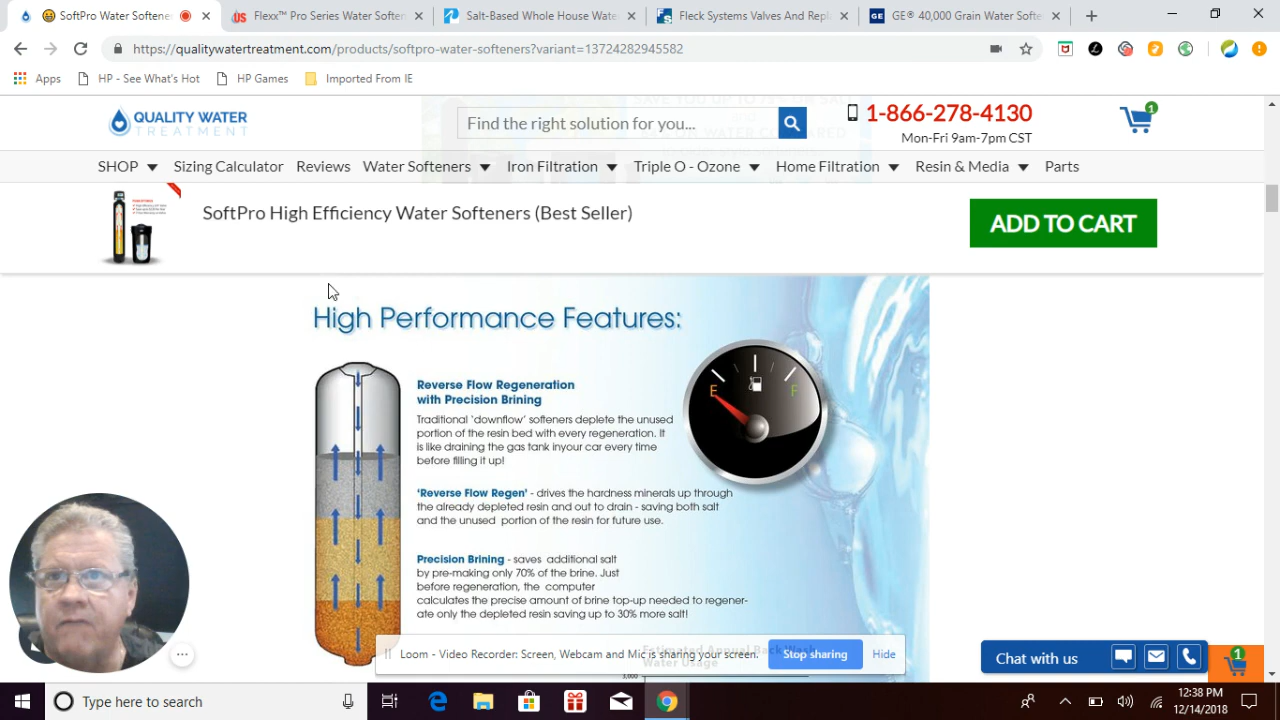 SoftPro Water Softene
Flexx™ Pro Series Water Soften
Salt-Based Whole House Wate
Fleck Systems Valves And Repl
GE® 40,000 Grain Water Softe
https://qualitywatertreatment.com/products/softpro-water-softeners?variant=13724282945582
Apps
HP - See What's Hot
HP Games
Imported From IE
QUALITY WATER
TREATMENT
Find the right solution for you...
1-866-278-4130
Mon-Fri 9am-7pm CST
1
SHOP
Sizing Calculator
Reviews
Water Softeners
Iron Filtration
Triple O - Ozone
Home Filtration
Resin & Media
Parts
SoftPro High Efficiency Water Softeners (Best Seller)
ADD TO CART
High Performance Features:
E
F
Reverse Flow Regeneration
with Precision Brining
Traditional 'downflow' softeners deplete the unused
portion of the resin bed with every regeneration. It
is like draining the gas tank inyour car every time
before filling it up!
'Reverse Flow Regen' - drives the hardness minerals up through
the already depleted resin and out to drain - saving both salt
and the unused portion of the resin for future use.
Precision Brining - saves additional salt
by pre-making only 70% of the brine. Just
before regeneration, the computer
calculates the precise amount of brine top-up needed to regener-
ate only the depleted resin saving up to 30% more salt!
Estimated Annual Back Wash
Water Usage
3,000
Loom - Video Recorder: Screen, Webcam and Mic is sharing your screen.
Stop sharing
Hide
Chat with us
1
Type here to search
12:38 PM
12/14/2018